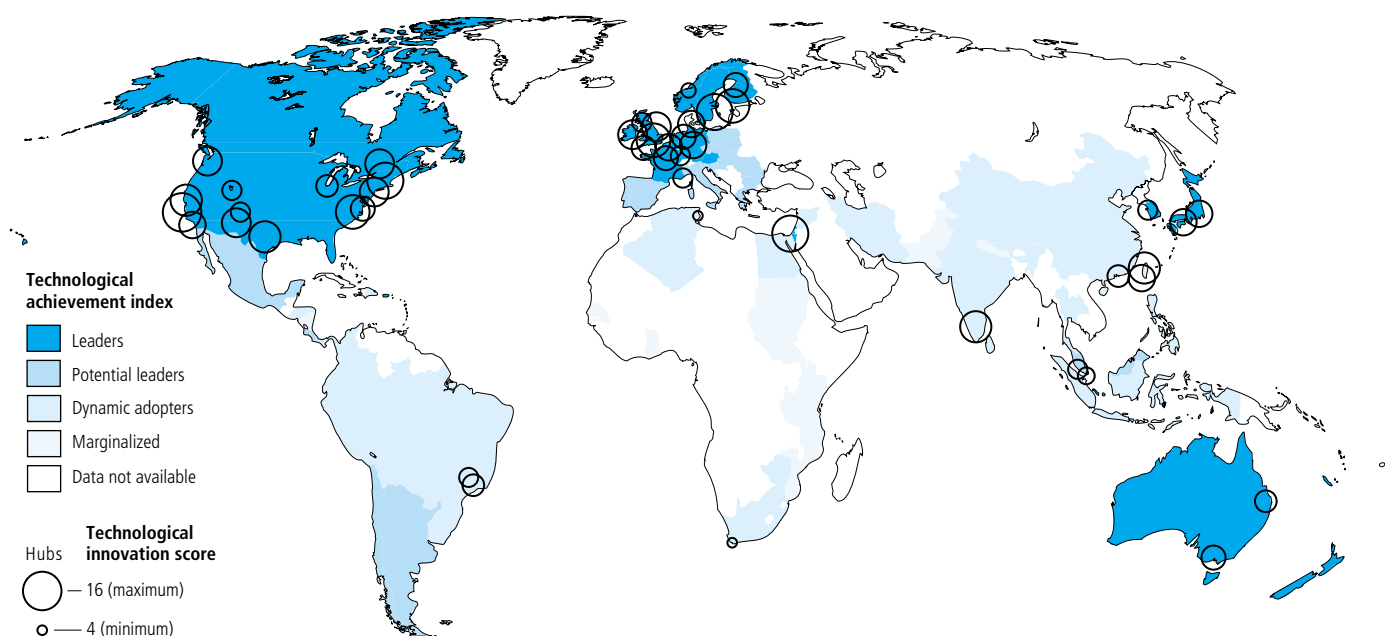 Technological
achievement index
Leaders
Potential leaders
Dynamic adopters
Marginalized
Data not available
Technological
Hubs innovation score
16 (maximum)
4 (minimum)